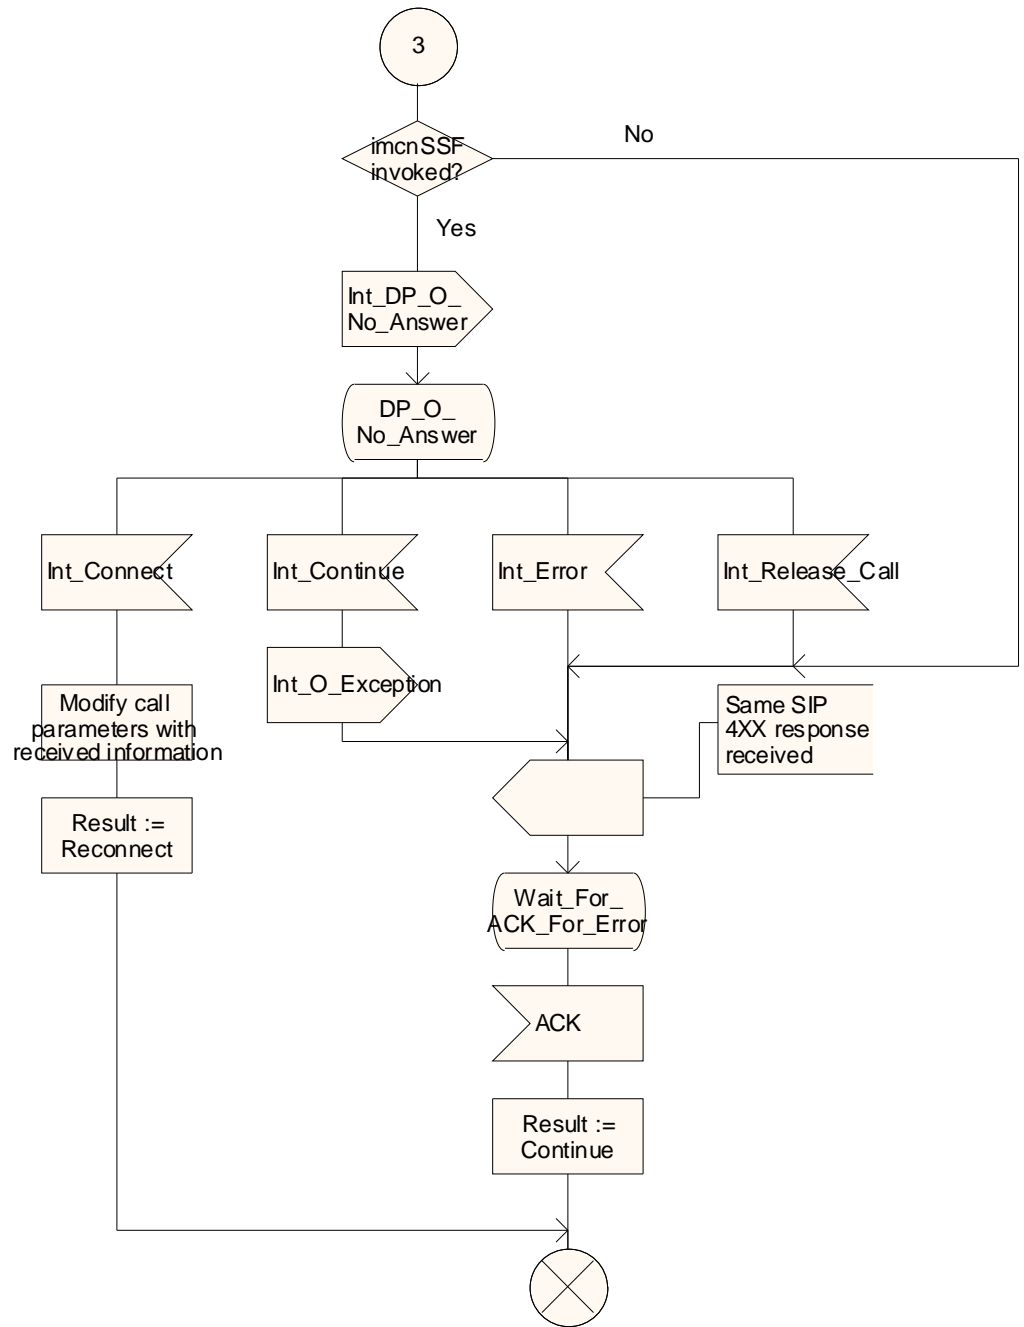 3
imcnSSF
invoked?
No
Yes
Int_DP_O_
No_Answer
DP_O_
No_Answer
Int_Connect
Int_Continue
Int_Error
Int_Release_Call
Int_O_Exception
Modify call
parameters with
received information
Same SIP
4XX response
received
Result :=
Reconnect
Wait_For_
ACK_For_Error
ACK
Result :=
Continue